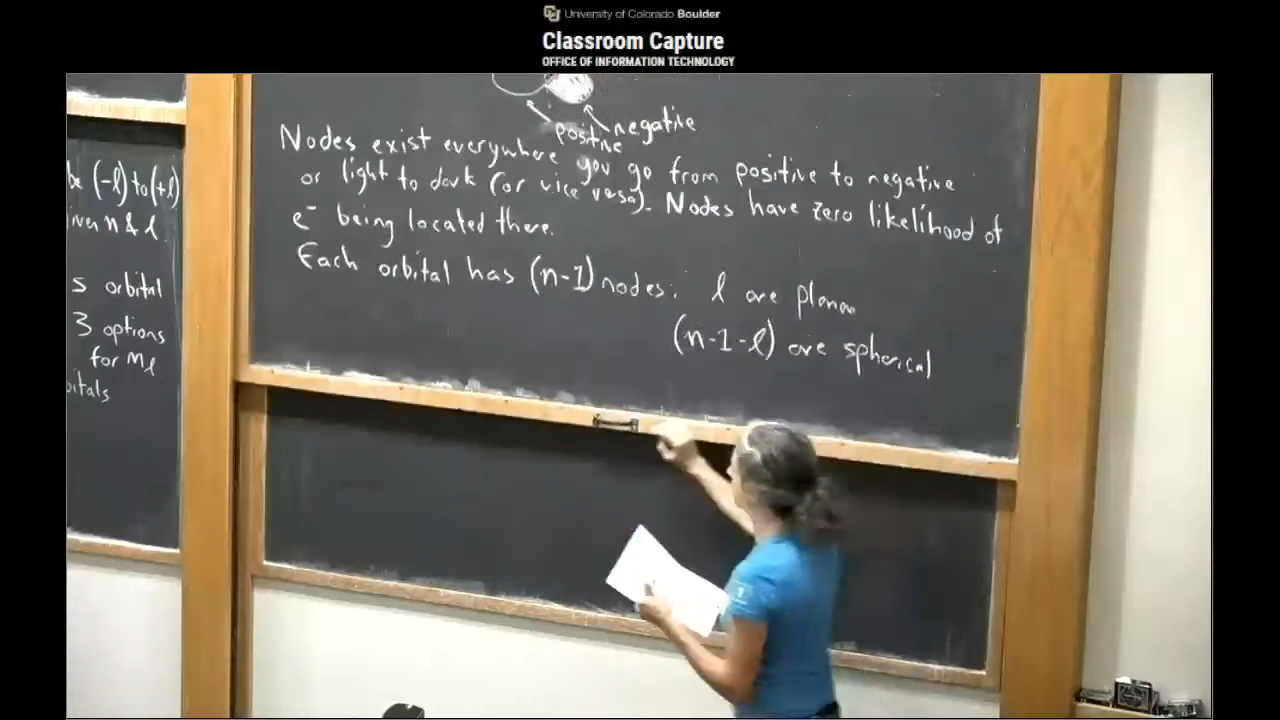 University of Colorado Boulder
Classroom Capture
OFFICE OF INFORMATION TECHNOLOGY
(-l) to (+l)
n & l
s orbital
3 options
for ml
positive negative
Nodes exist everywhere you go from positive to negative
or light to dark (or vice versa). Nodes have zero likelihood of
e- being located there.
Each orbital has (n-1) nodes: l are planar
(n-1-l) are spherical